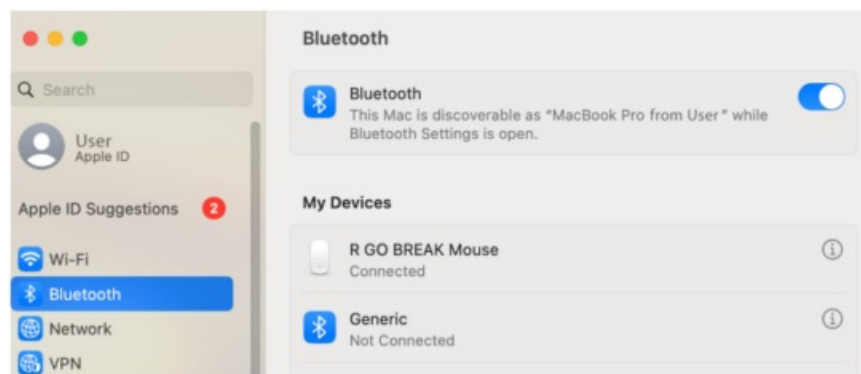 Search
User
Apple ID
Apple ID Suggestions 2
Wi-Fi
Bluetooth
Network
VPN
Bluetooth
Bluetooth
This Mac is discoverable as "MacBook Pro from User" while
Bluetooth Settings is open.
My Devices
R GO BREAK Mouse
Connected
Generic
Not Connected